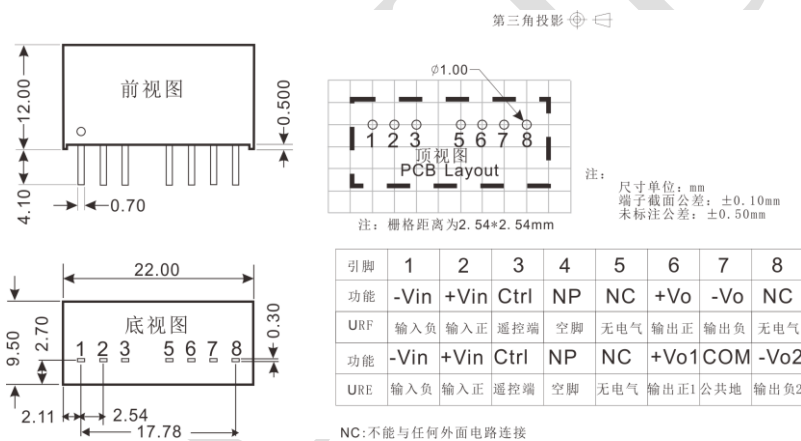 第三角投影
前视图
12.00
0.500
4.10
0.70
ø1.00
1 2 3 5 6 7 8
顶视图
PCB Layout
注：栅格距离为2.54*2.54mm
注：
尺寸单位：mm
端子截面公差：±0.10mm
未标注公差：±0.50mm
22.00
底视图
9.50
2.70
0.30
1 2 3 5 6 7 8
2.11
2.54
17.78
引脚 1 2 3 4 5 6 7 8
功能 -Vin +Vin Ctrl NP NC +Vo -Vo NC
URF 输入负 输入正 遥控端 空脚 无电气 输出正 输出负 无电气
功能 -Vin +Vin Ctrl NP NC +Vo1 COM -Vo2
URE 输入负 输入正 遥控端 空脚 无电气 输出正1 公共地 输出负2
NC:不能与任何外面电路连接